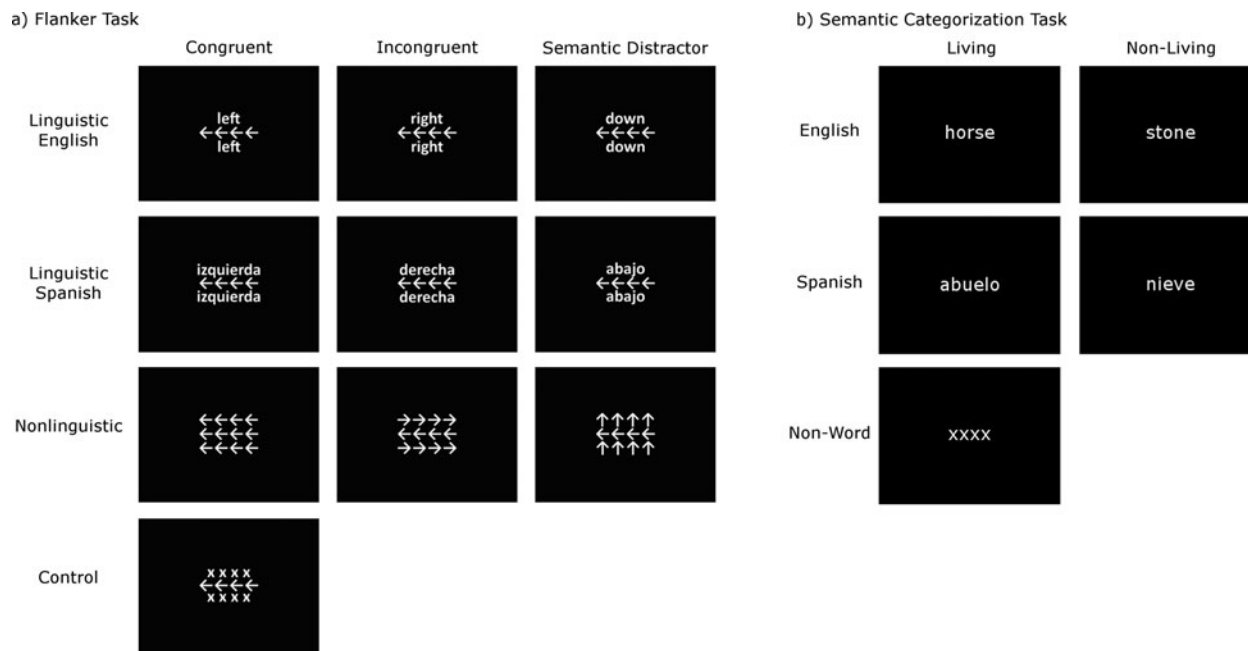 a) Flanker Task
Congruent Incongruent Semantic Distractor
Linguistic
English
left
←←←←
left
right
←←←←
right
down
←←←←
down
Linguistic
Spanish
izquierda
←←←←
izquierda
derecha
←←←←
derecha
abajo
←←←←
abajo
Nonlinguistic
←←←←
←←←←
←←←←
→→→→
←←←←
→→→→
↑↑↑↑
←←←←
↑↑↑↑
Control
x x x x
←←←←
x x x x
b) Semantic Categorization Task
Living Non-Living
English
horse
stone
Spanish
abuelo
nieve
Non-Word
xxxx